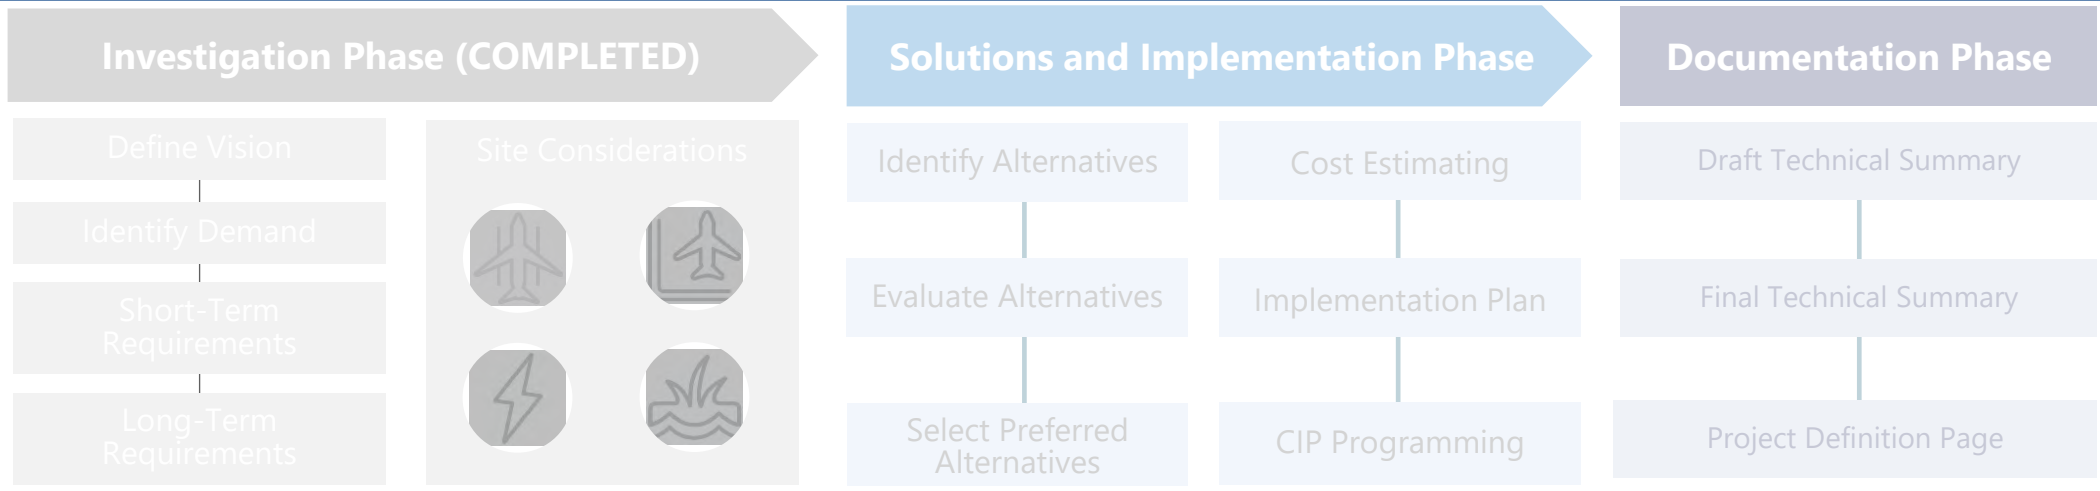 Investigation Phase (COMPLETED)
Define Vision
Identify Demand
Short-Term
Requirements
Long-Term
Requirements
Site Considerations
Solutions and Implementation Phase
Identify Alternatives
Evaluate Alternatives
Select Preferred
Alternatives
Cost Estimating
Implementation Plan
CIP Programming
Documentation Phase
Draft Technical Summary
Final Technical Summary
Project Definition Page